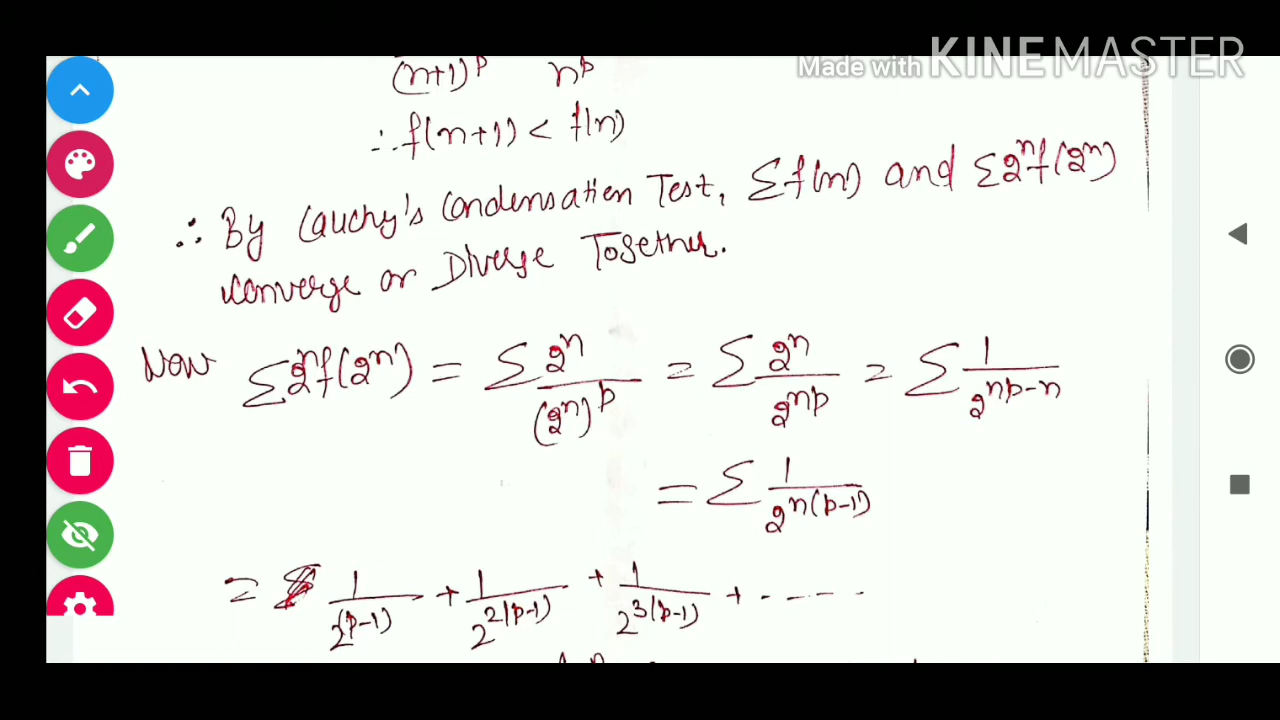 Made with KINEMASTER
(n+1)^p n^p
∴ f(n+1) < f(n)
∴ By Cauchy's Condensation Test, Σf(n) and Σ2^n f(2^n)
converge or Diverge Together.
Now Σ2^n f(2^n) = Σ 2^n/(2^n)^p = Σ 2^n/2^{np} = Σ 1/2^{np-n}
= Σ 1/2^{n(p-1)}
= 1/2^{(p-1)} + 1/2^{2(p-1)} + 1/2^{3(p-1)} + -----